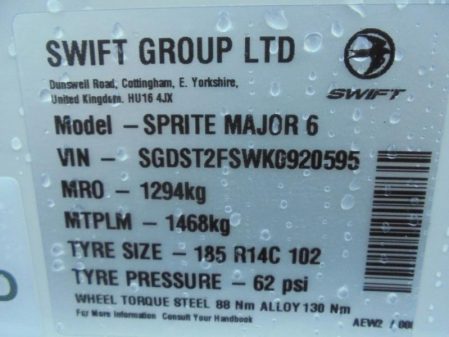 SWIFT GROUP LTD
Dunswell Road, Cottingham, E. Yorkshire,
United Kingdom. HU16 4JX
SWIFT
Model – SPRITE MAJOR 6
VIN – SGDST2FSWK0920595
MRO – 1294kg
MTPLM – 1468kg
TYRE SIZE – 185 R14C 102
TYRE PRESSURE – 62 psi
WHEEL TORQUE STEEL 88 Nm ALLOY 130 Nm
For More Information Consult Your Handbook
AEW2 /